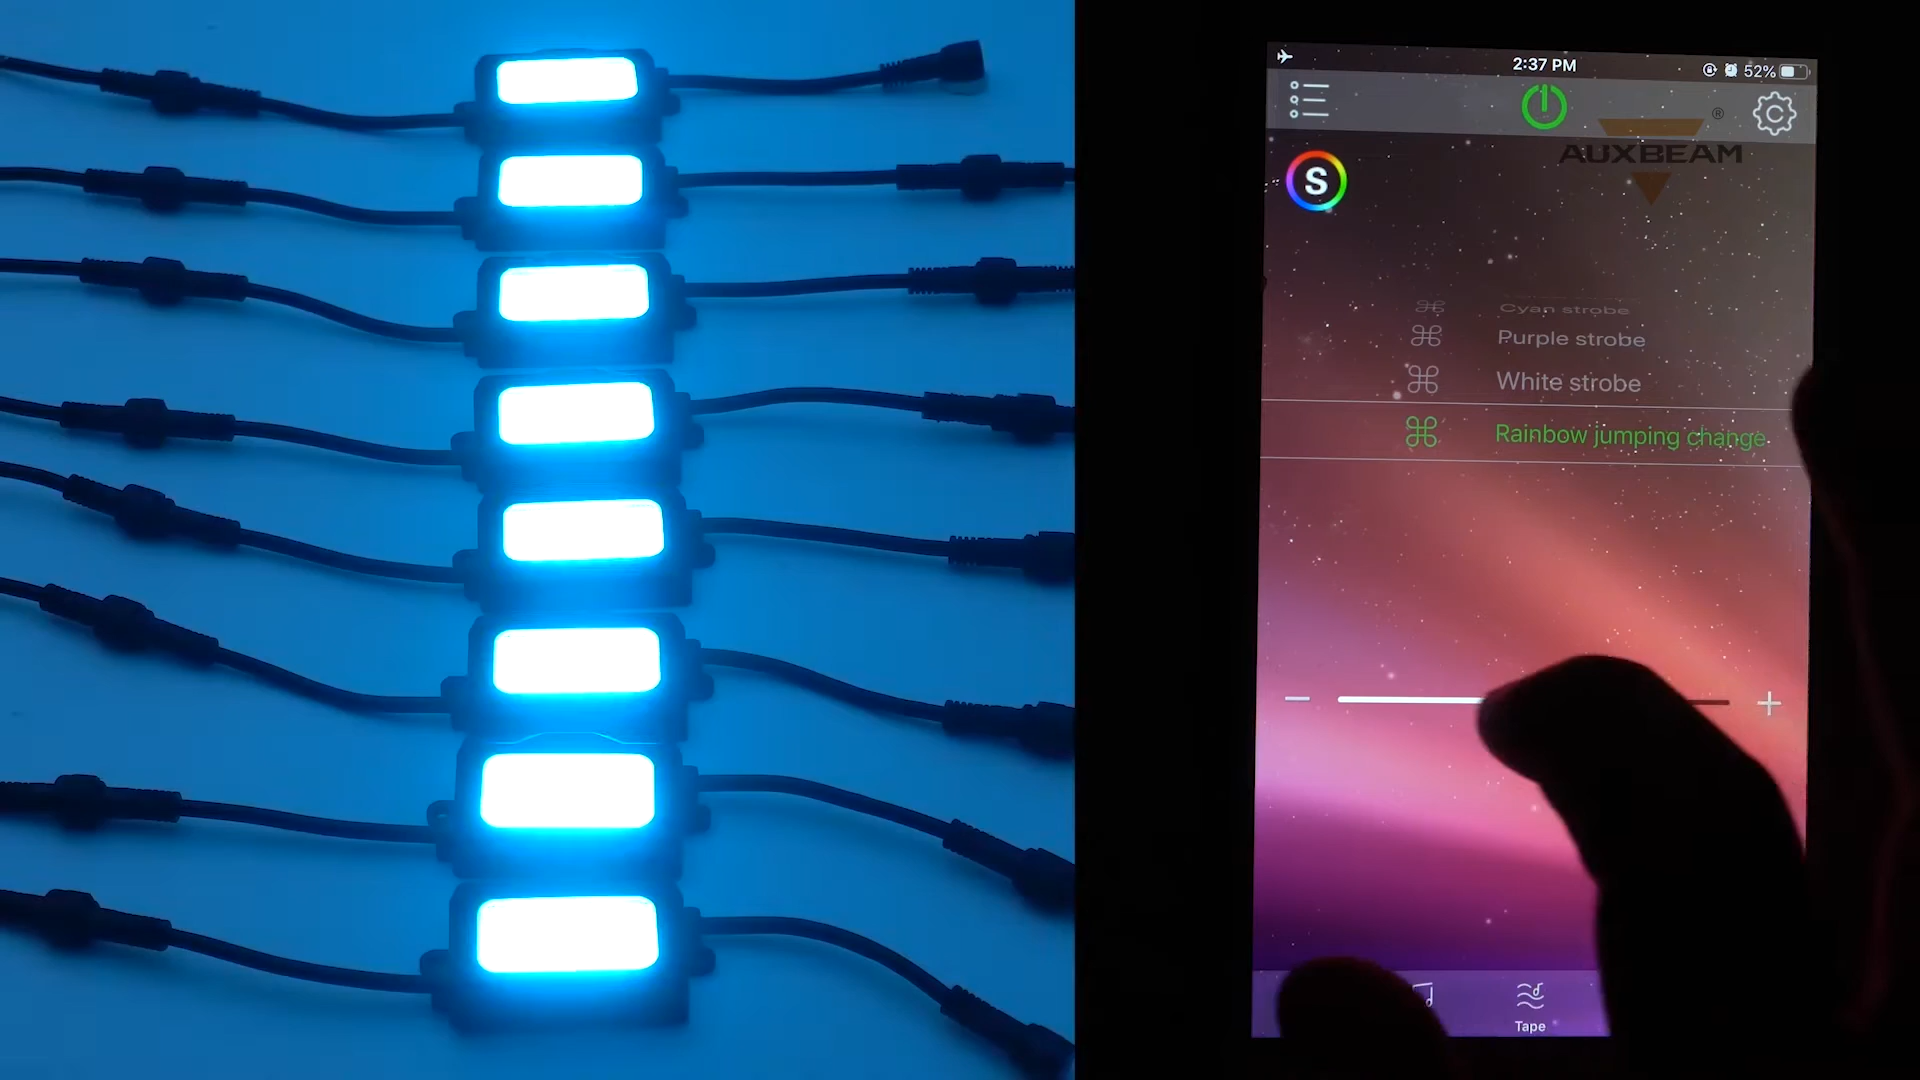 2:37 PM
52%
®
AUXBEAM
S
Cyan strobe
Purple strobe
White strobe
Rainbow jumping change
Tape